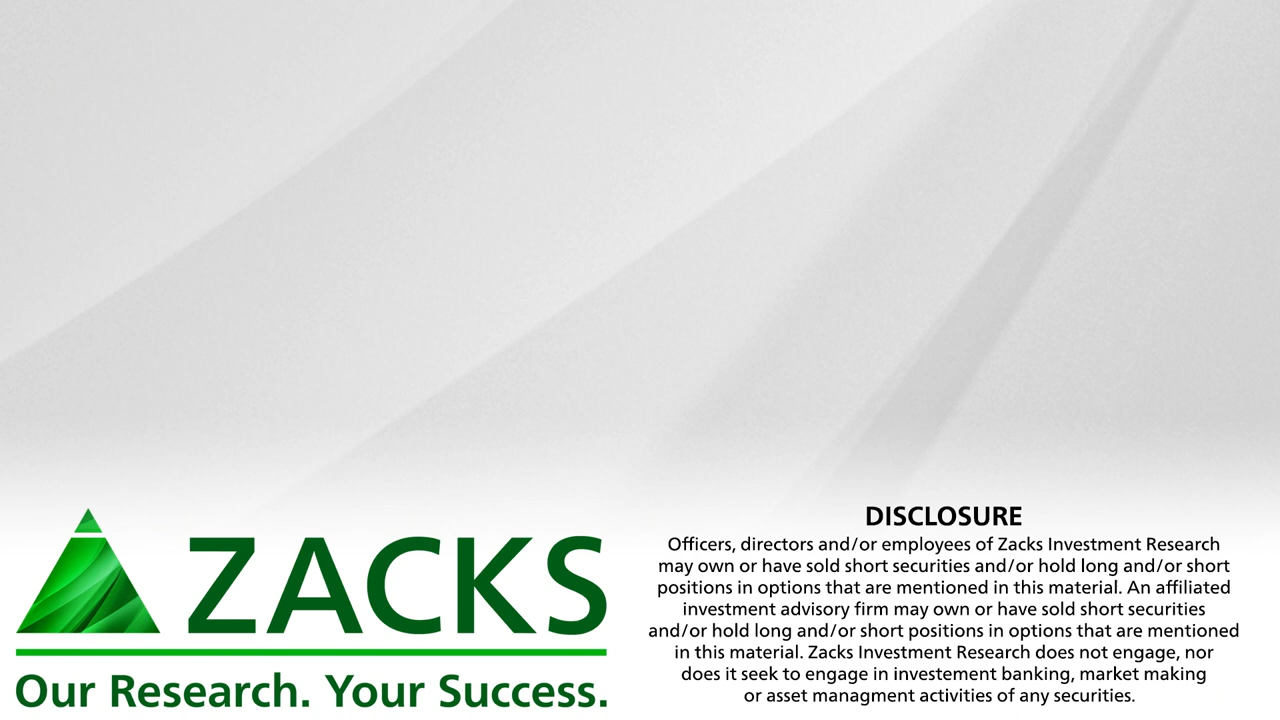 ZACKS
Our Research. Your Success.
DISCLOSURE
Officers, directors and/or employees of Zacks Investment Research
may own or have sold short securities and/or hold long and/or short
positions in options that are mentioned in this material. An affiliated
investment advisory firm may own or have sold short securities
and/or hold long and/or short positions in options that are mentioned
in this material. Zacks Investment Research does not engage, nor
does it seek to engage in investement banking, market making
or asset managment activities of any securities.